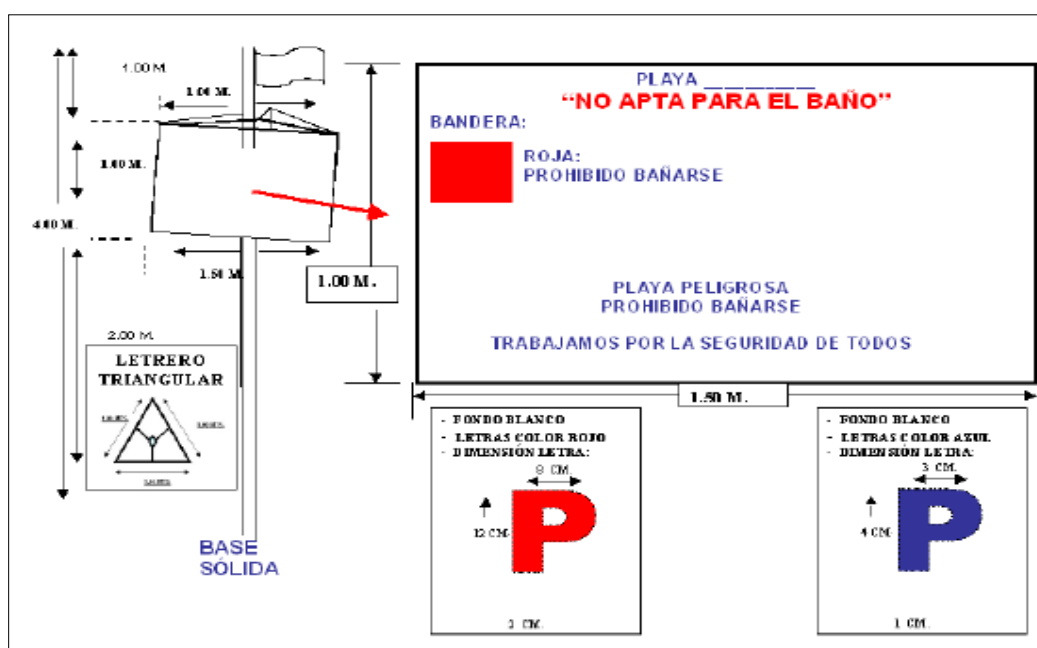 1.00 M.
1.00 M.
1.00 M.
4.00 M.
1.50 M.
2.00 M.
LETRERO
TRIANGULAR
BASE
SÓLIDA
1.00 M.
PLAYA ____________
“NO APTA PARA EL BAÑO”
BANDERA:
ROJA:
PROHIBIDO BAÑARSE
PLAYA PELIGROSA
PROHIBIDO BAÑARSE
TRABAJAMOS POR LA SEGURIDAD DE TODOS
1.50 M.
- FONDO BLANCO
- LETRAS COLOR ROJO
- DIMENSIÓN LETRA:
12 CM.
P
- FONDO BLANCO
- LETRAS COLOR AZUL
- DIMENSIÓN LETRA:
3 CM.
4 CM.
P
1 CM.